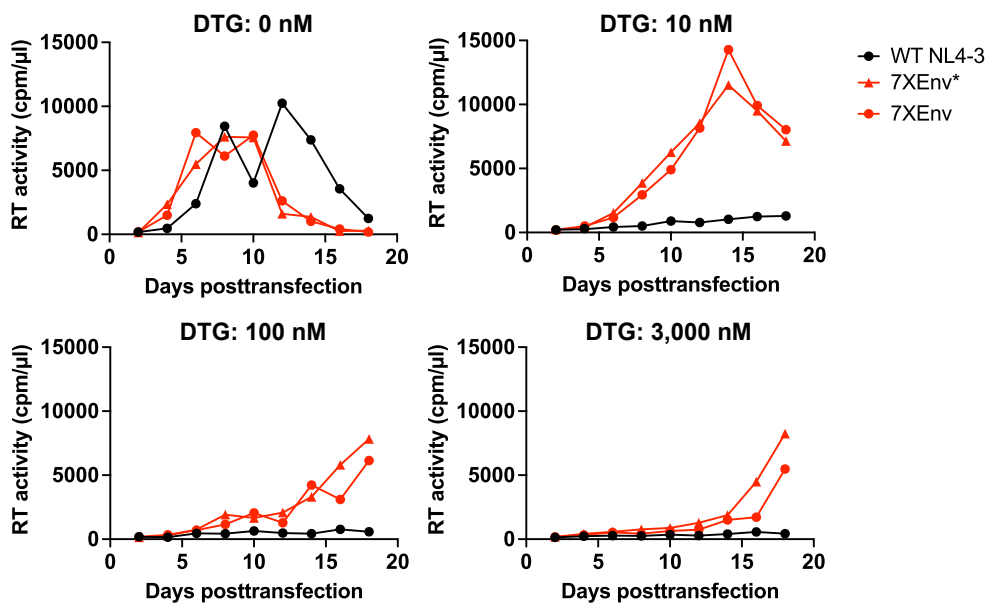 DTG: 0 nM
15000
10000
5000
0
0
5
10
15
20
RT activity (cpm/µl)
Days posttransfection
DTG: 10 nM
15000
10000
5000
0
0
5
10
15
20
RT activity (cpm/µl)
Days posttransfection
WT NL4-3
7XEnv*
7XEnv
DTG: 100 nM
15000
10000
5000
0
0
5
10
15
20
RT activity (cpm/µl)
Days posttransfection
DTG: 3,000 nM
15000
10000
5000
0
0
5
10
15
20
RT activity (cpm/µl)
Days posttransfection